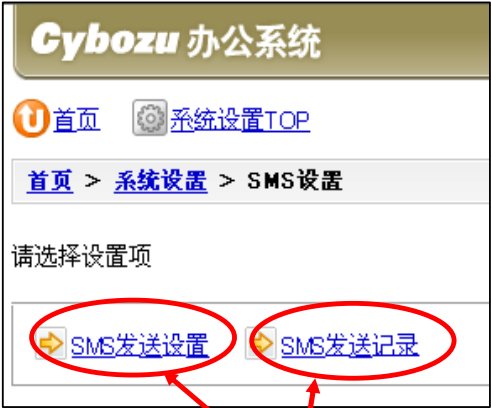 Cybozu 办公系统
首页 系统设置TOP
首页 > 系统设置 > SMS设置
请选择设置项
SMS发送设置 SMS发送记录